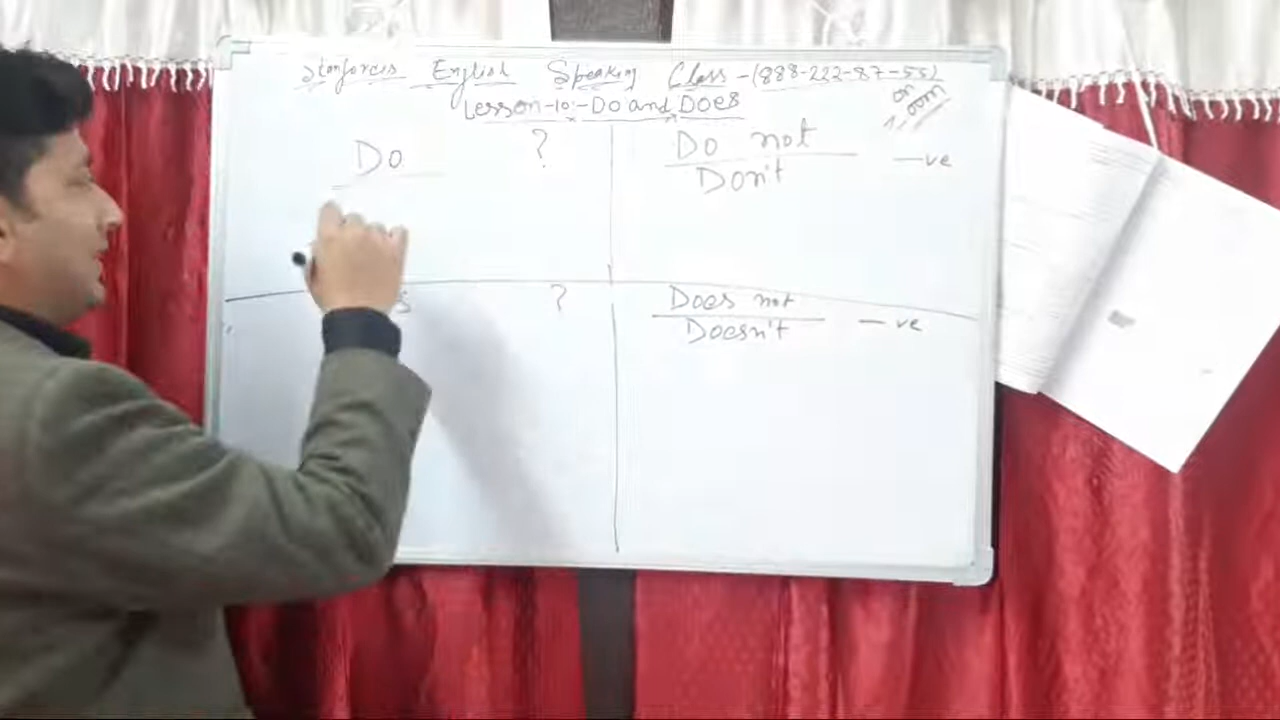 English Speaking Class - (888-222-87-55)
Lesson-10:- Do and Does
on
Do ?
Do not
Don't -ve
s ?
Does not
Doesn't - ve